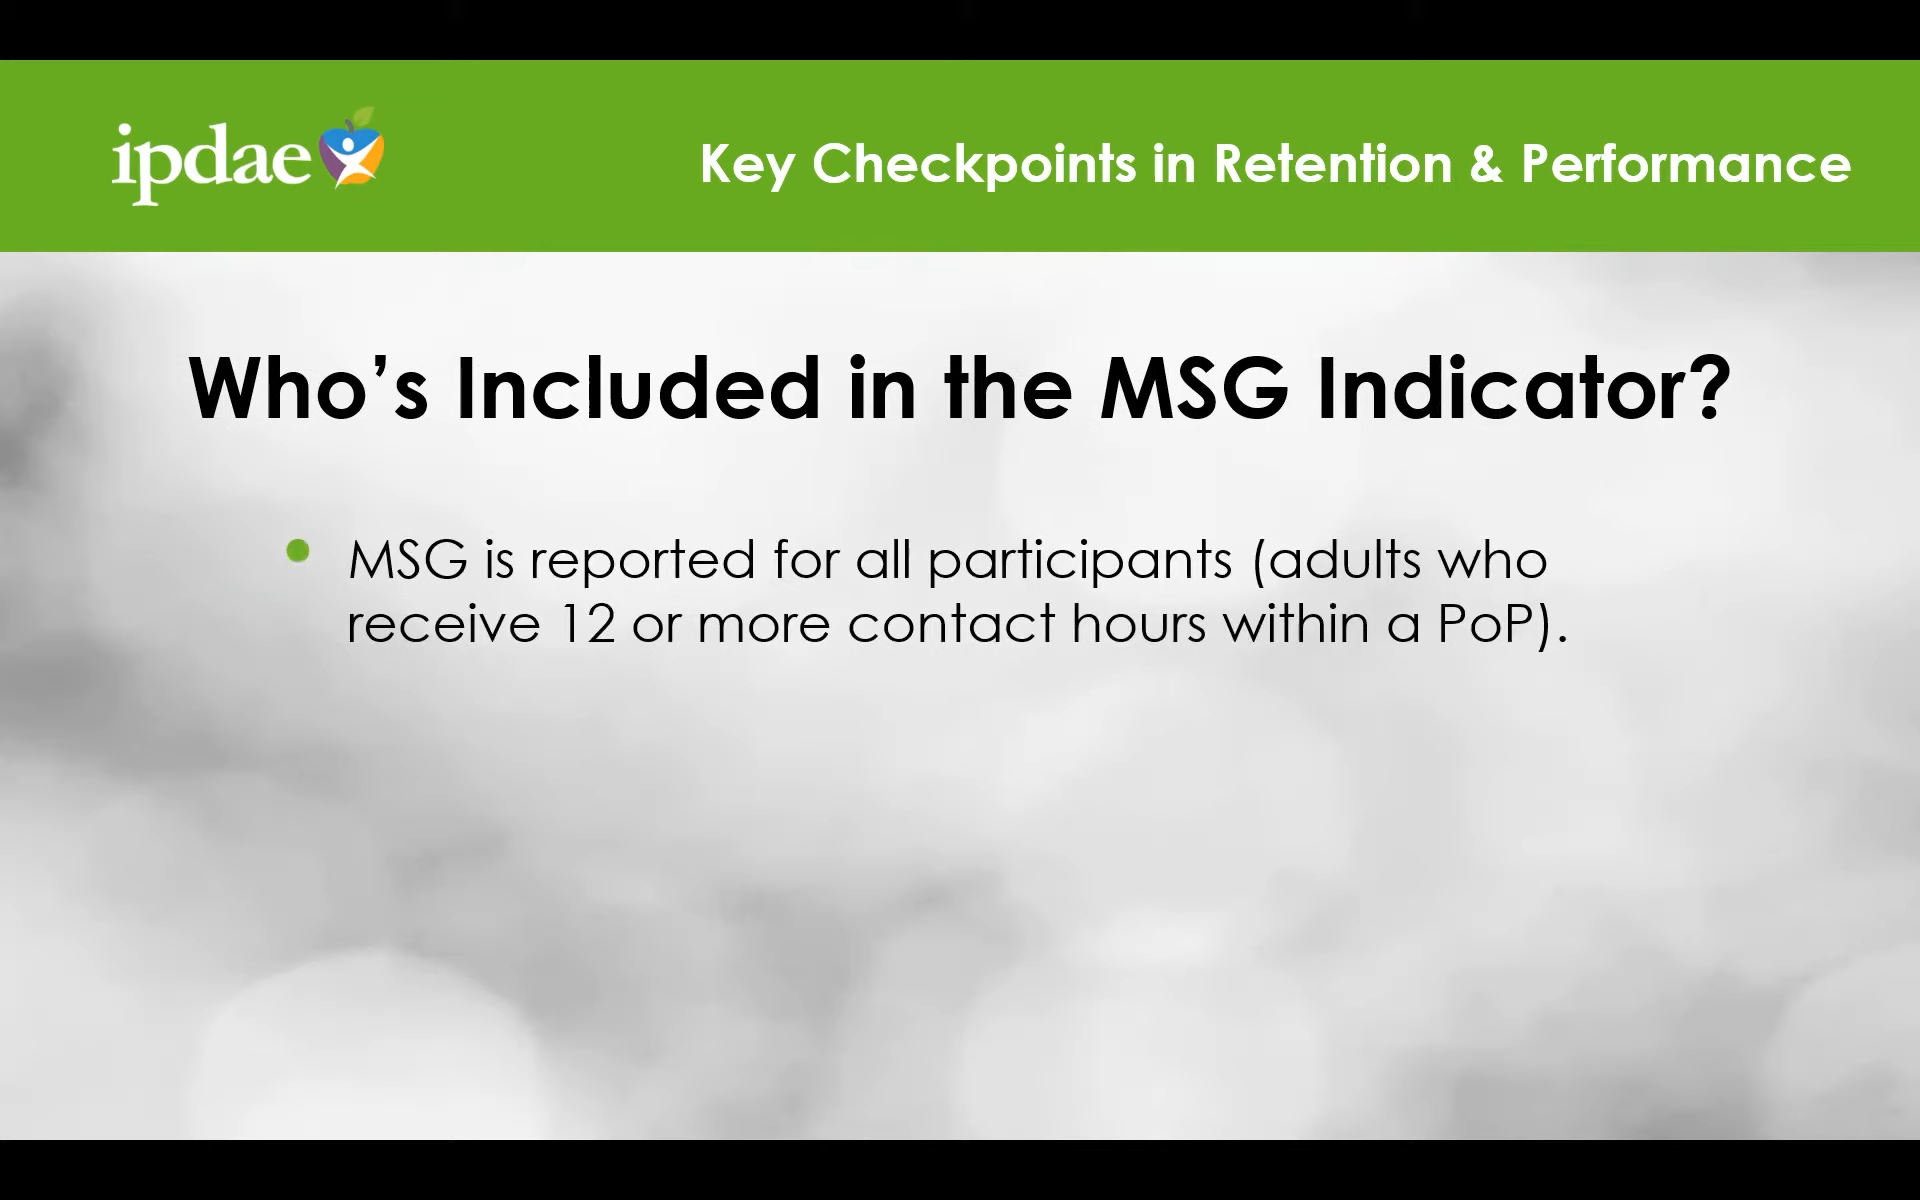 ipdae
Key Checkpoints in Retention & Performance
Who’s Included in the MSG Indicator?
• MSG is reported for all participants (adults who
receive 12 or more contact hours within a PoP).